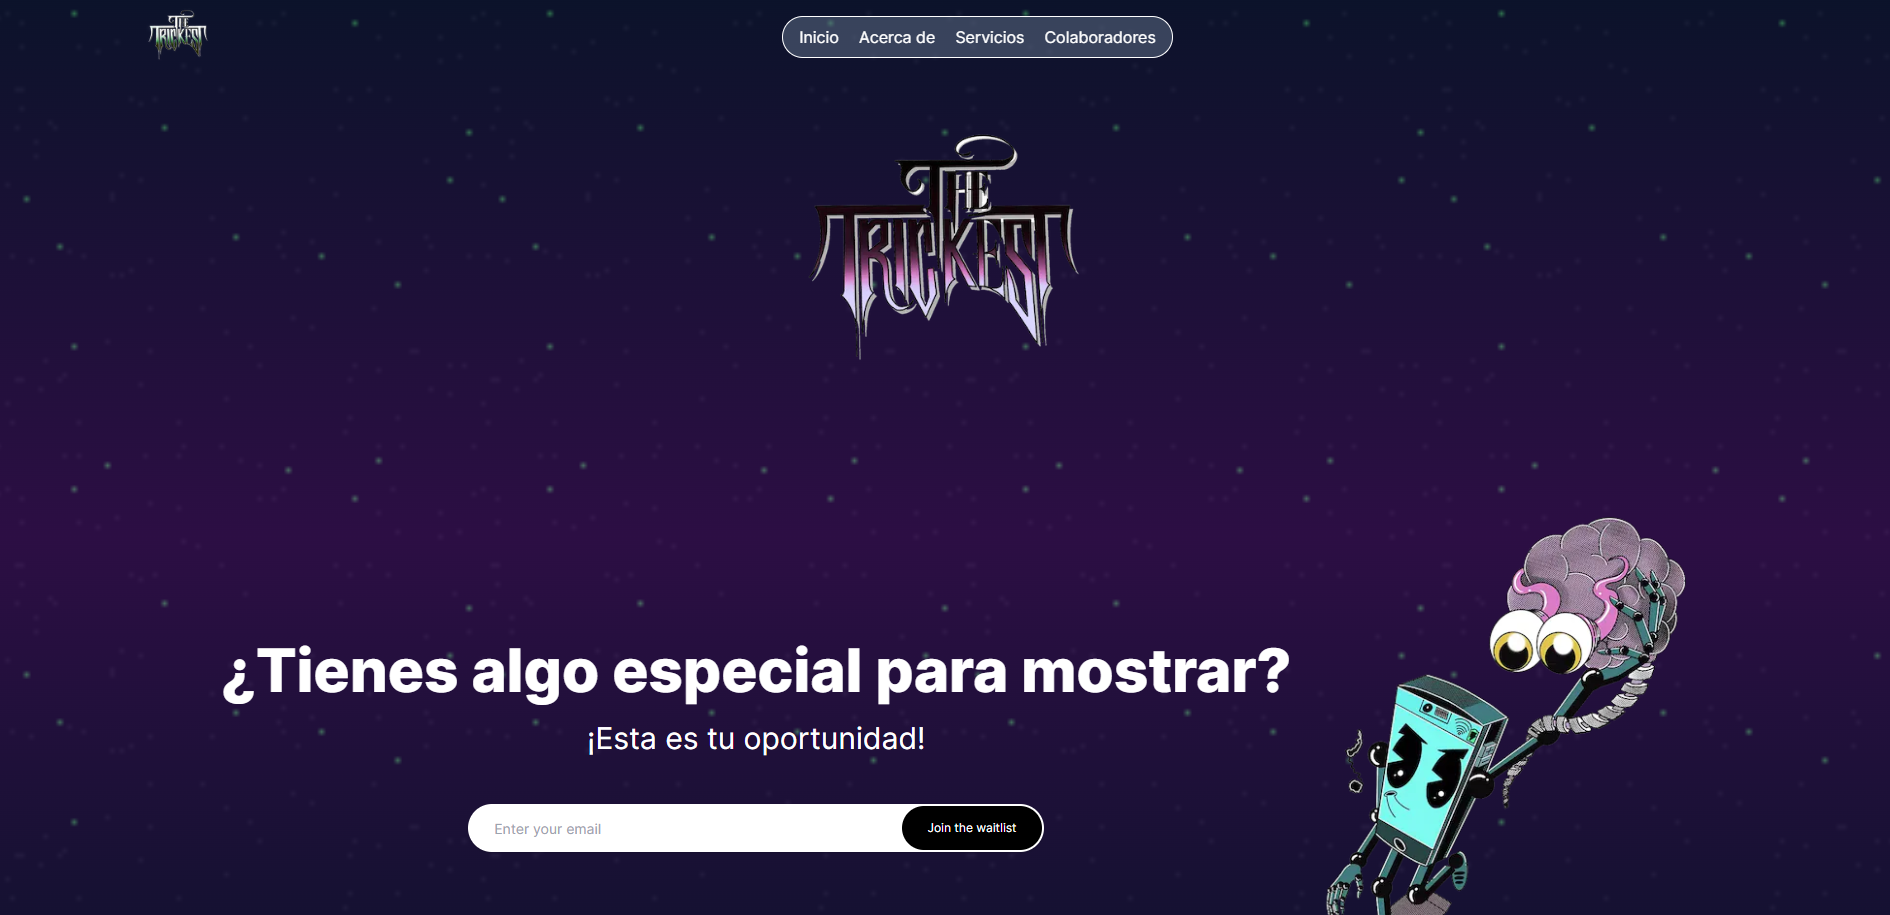 THE
TRICKEST
Inicio Acerca de Servicios Colaboradores
THE
TRICKEST
¿Tienes algo especial para mostrar?
¡Esta es tu oportunidad!
Enter your email Join the waitlist